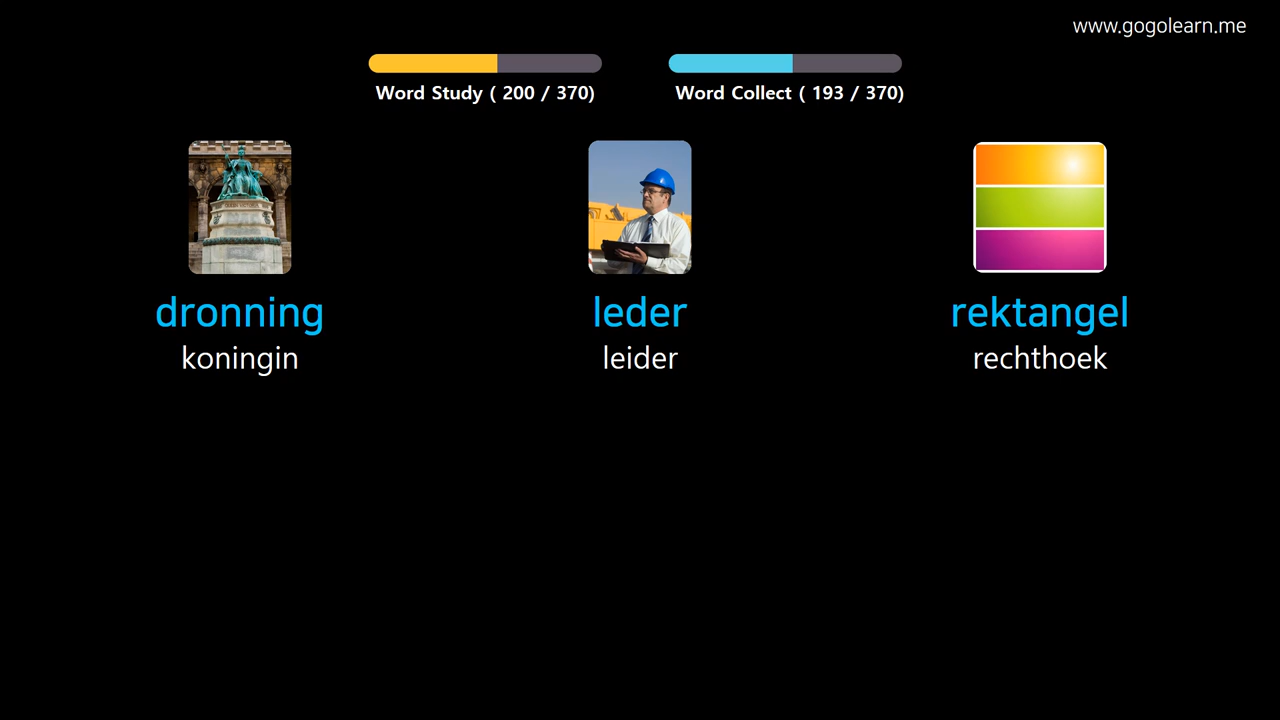 www.gogolearn.me
Word Study ( 200 / 370)
Word Collect ( 193 / 370)
dronning
leder
rektangel
koningin
leider
rechthoek